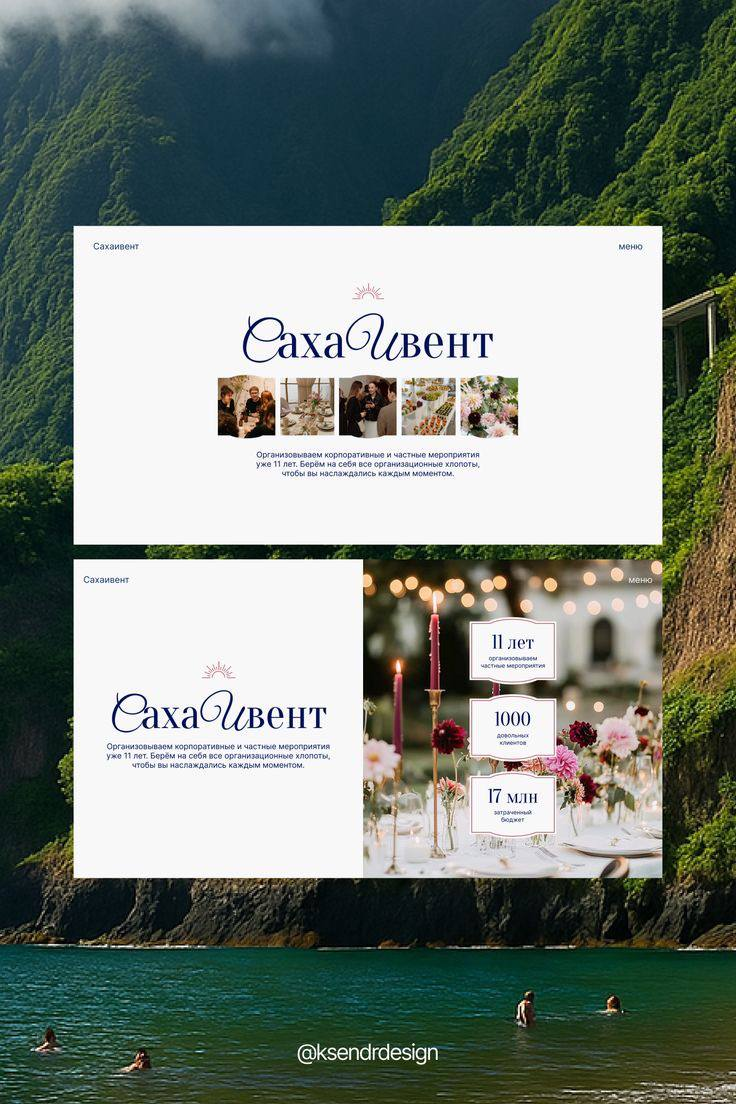 Сахаивент
меню
СахаИвент
Организовываем корпоративные и частные мероприятия
уже 11 лет. Берём на себя все организационные хлопоты,
чтобы вы наслаждались каждым моментом.
Сахаивент
меню
СахаИвент
Организовываем корпоративные и частные мероприятия
уже 11 лет. Берём на себя все организационные хлопоты,
чтобы вы наслаждались каждым моментом.
11 лет
организовываем
частные мероприятия
1000
довольных
клиентов
17 млн
затраченный
бюджет
@ksendrdesign